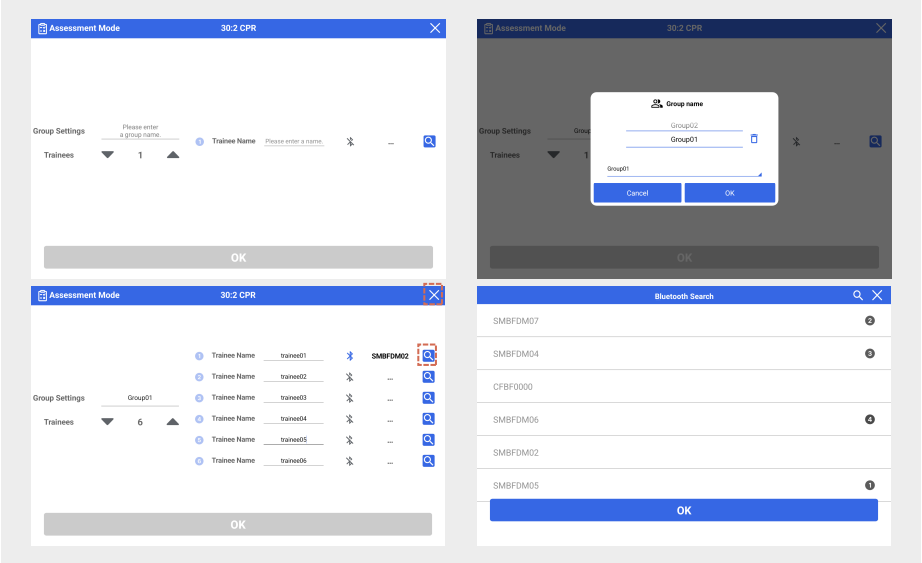 Assessment Mode 30:2 CPR
Please enter
a group name.
Group Settings
1 Trainee Name Please enter a name. ...
Trainees 1
OK
Assessment Mode 30:2 CPR
Group name
Group02
Group01
Group Settings Group
...
Trainees 1
Group01
Cancel OK
OK
Assessment Mode 30:2 CPR
1 Trainee Name trainee01 SMBFDM02
2 Trainee Name trainee02 ...
Group Settings Group01
3 Trainee Name trainee03 ...
Trainees 6
4 Trainee Name trainee04 ...
5 Trainee Name trainee05 ...
6 Trainee Name trainee06 ...
OK
Bluetooth Search
SMBFDM07 2
SMBFDM04 3
CFBF0000
SMBFDM06 4
SMBFDM02
SMBFDM05 1
OK